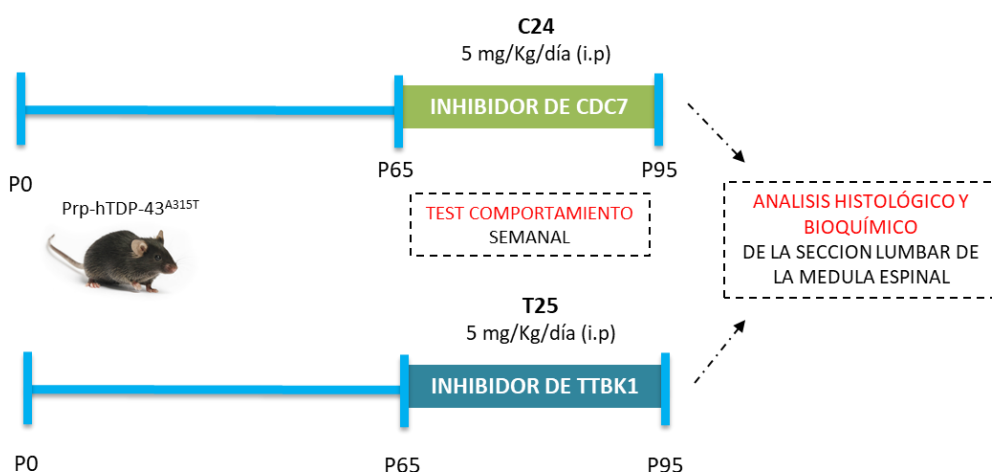 C24
5 mg/Kg/día (i.p)
INHIBIDOR DE CDC7
P0
P65
P95
Prp-hTDP-43A315T
TEST COMPORTAMIENTO
SEMANAL
ANALISIS HISTOLÓGICO Y
BIOQUÍMICO
DE LA SECCION LUMBAR DE
LA MEDULA ESPINAL
T25
5 mg/Kg/día (i.p)
INHIBIDOR DE TTBK1
P0
P65
P95